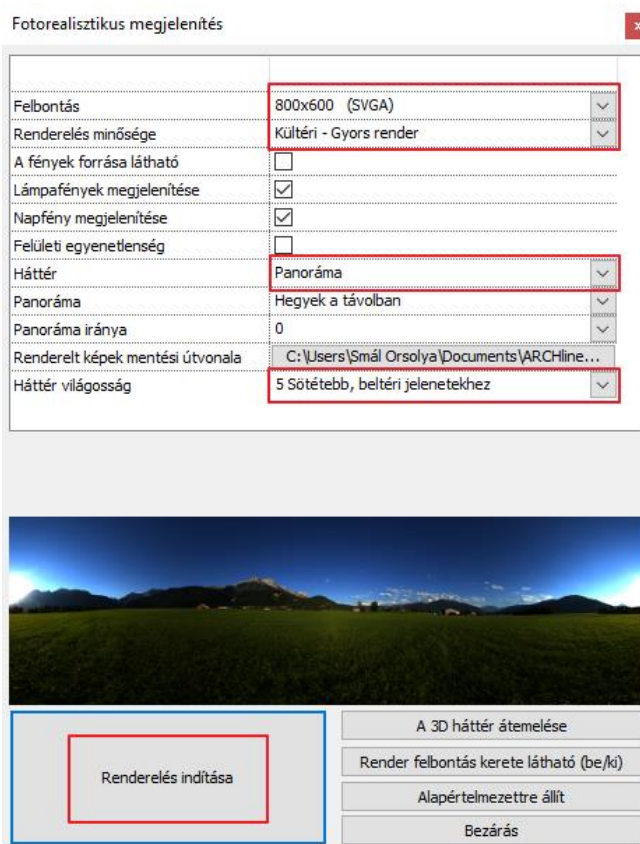 Fotorealisztikus megjelenítés
Felbontás 800x600 (SVGA)
Renderelés minősége Kültéri - Gyors render
A fények forrása látható
Lámpafények megjelenítése
Napfény megjelenítése
Felületi egyenetlenség
Háttér Panoráma
Panoráma Hegyek a távolban
Panoráma iránya 0
Renderelt képek mentési útvonala C:\Users\Smál Orsolya\Documents\ARCHline...
Háttér világosság 5 Sötétebb, beltéri jelenetekhez
Renderelés indítása
A 3D háttér átemelése
Render felbontás kerete látható (be/ki)
Alapértelmezettre állít
Bezárás